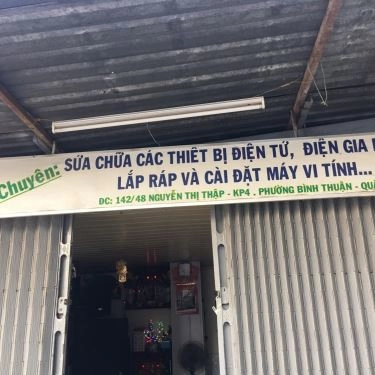 Chuyên: SỬA CHỮA CÁC THIẾT BỊ ĐIỆN TỬ, ĐIỆN GIA
LẮP RÁP VÀ CÀI ĐẶT MÁY VI TÍNH...
ĐC: 142/48 NGUYỄN THỊ THẬP - KP4 . PHƯỜNG BÌNH THUẬN -